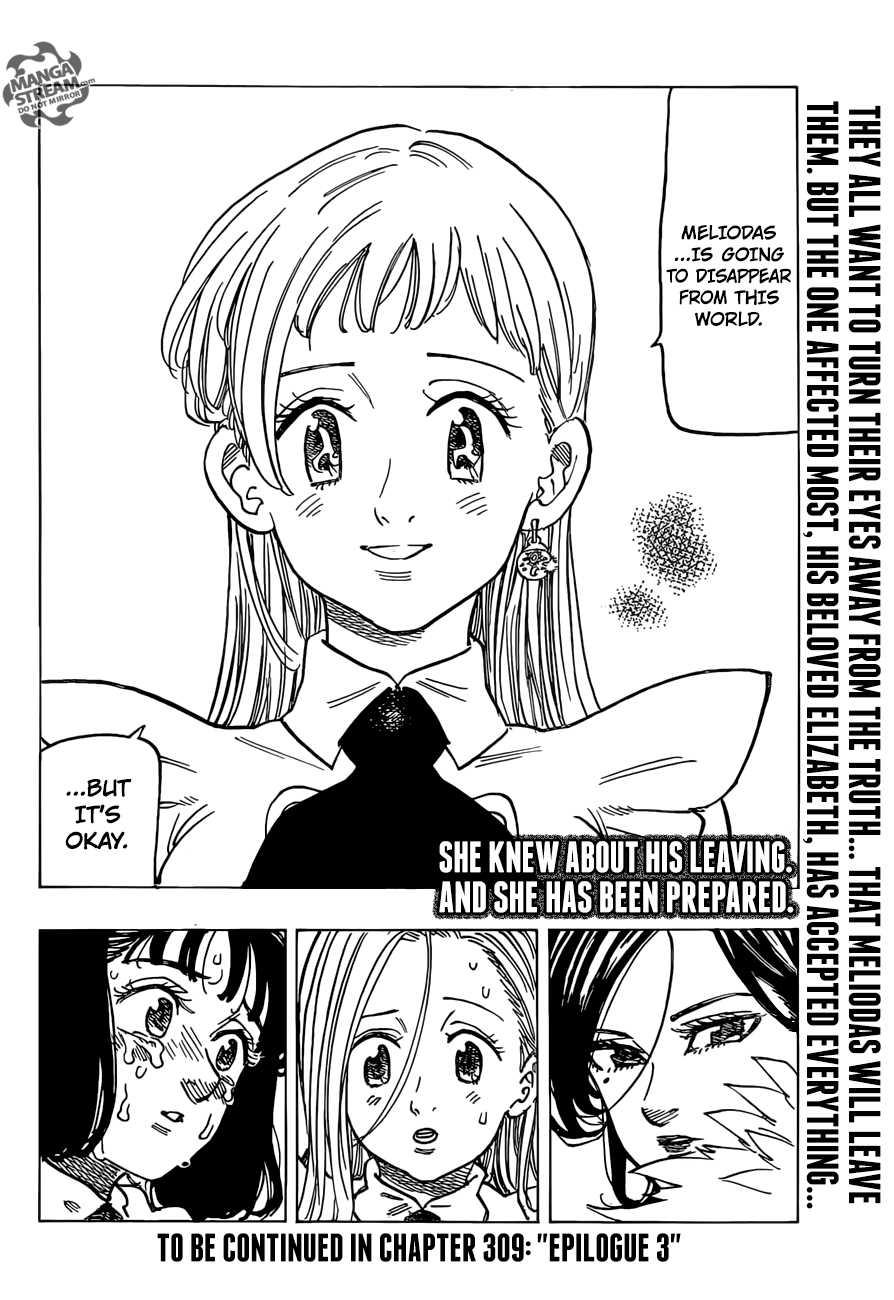 MANGA
STREAM.com
DO NOT MIRROR
THEY ALL WANT TO TURN THEIR EYES AWAY FROM THE TRUTH... THAT MELIODAS WILL LEAVE
THEM. BUT THE ONE AFFECTED MOST, HIS BELOVED ELIZABETH, HAS ACCEPTED EVERYTHING...
MELIODAS
...IS GOING
TO DISAPPEAR
FROM THIS
WORLD.
...BUT
IT'S
OKAY.
SHE KNEW ABOUT HIS LEAVING.
AND SHE HAS BEEN PREPARED.
TO BE CONTINUED IN CHAPTER 309: "EPILOGUE 3"